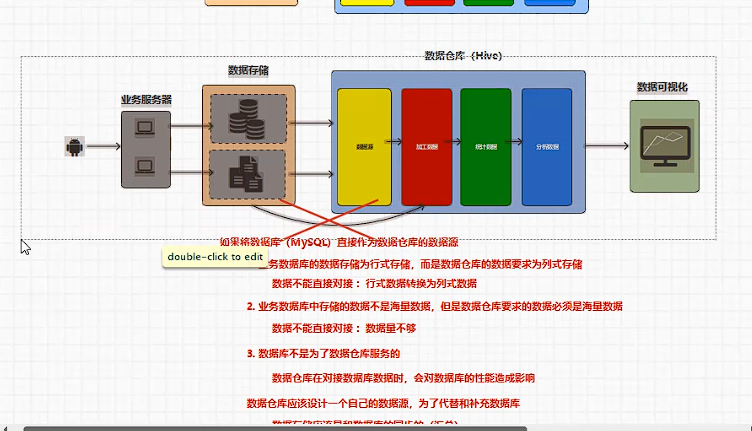 数据仓库（Hive）
数据存储
业务服务器
数据可视化
数据源
加工数据
统计数据
分析数据
如果将数据库（MySQL）直接作为数据仓库的数据源
double-click to edit
业务数据库的数据存储为行式存储，而是数据仓库的数据要求为列式存储
数据不能直接对接：行式数据转换为列式数据
2. 业务数据库中存储的数据不是海量数据，但是数据仓库要求的数据必须是海量数据
数据不能直接对接：数据量不够
3. 数据库不是为了数据仓库服务的
数据仓库在对接数据库数据时，会对数据库的性能造成影响
数据仓库应该设计一个自己的数据源，为了代替和补充数据库